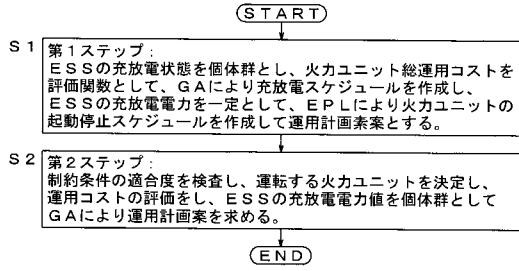 START
S1
第1ステップ:
ESSの充放電状態を個体群とし、火力ユニット総運用コストを
評価関数として、GAにより充放電スケジュールを作成し、
ESSの充放電電力を一定として、EPLにより火力ユニットの
起動停止スケジュールを作成して運用計画素案とする。
S2
第2ステップ:
制約条件の適合度を検査し、運転する火力ユニットを決定し、
運用コストの評価をし、ESSの充放電電力値を個体群として
GAにより運用計画案を求める。
END